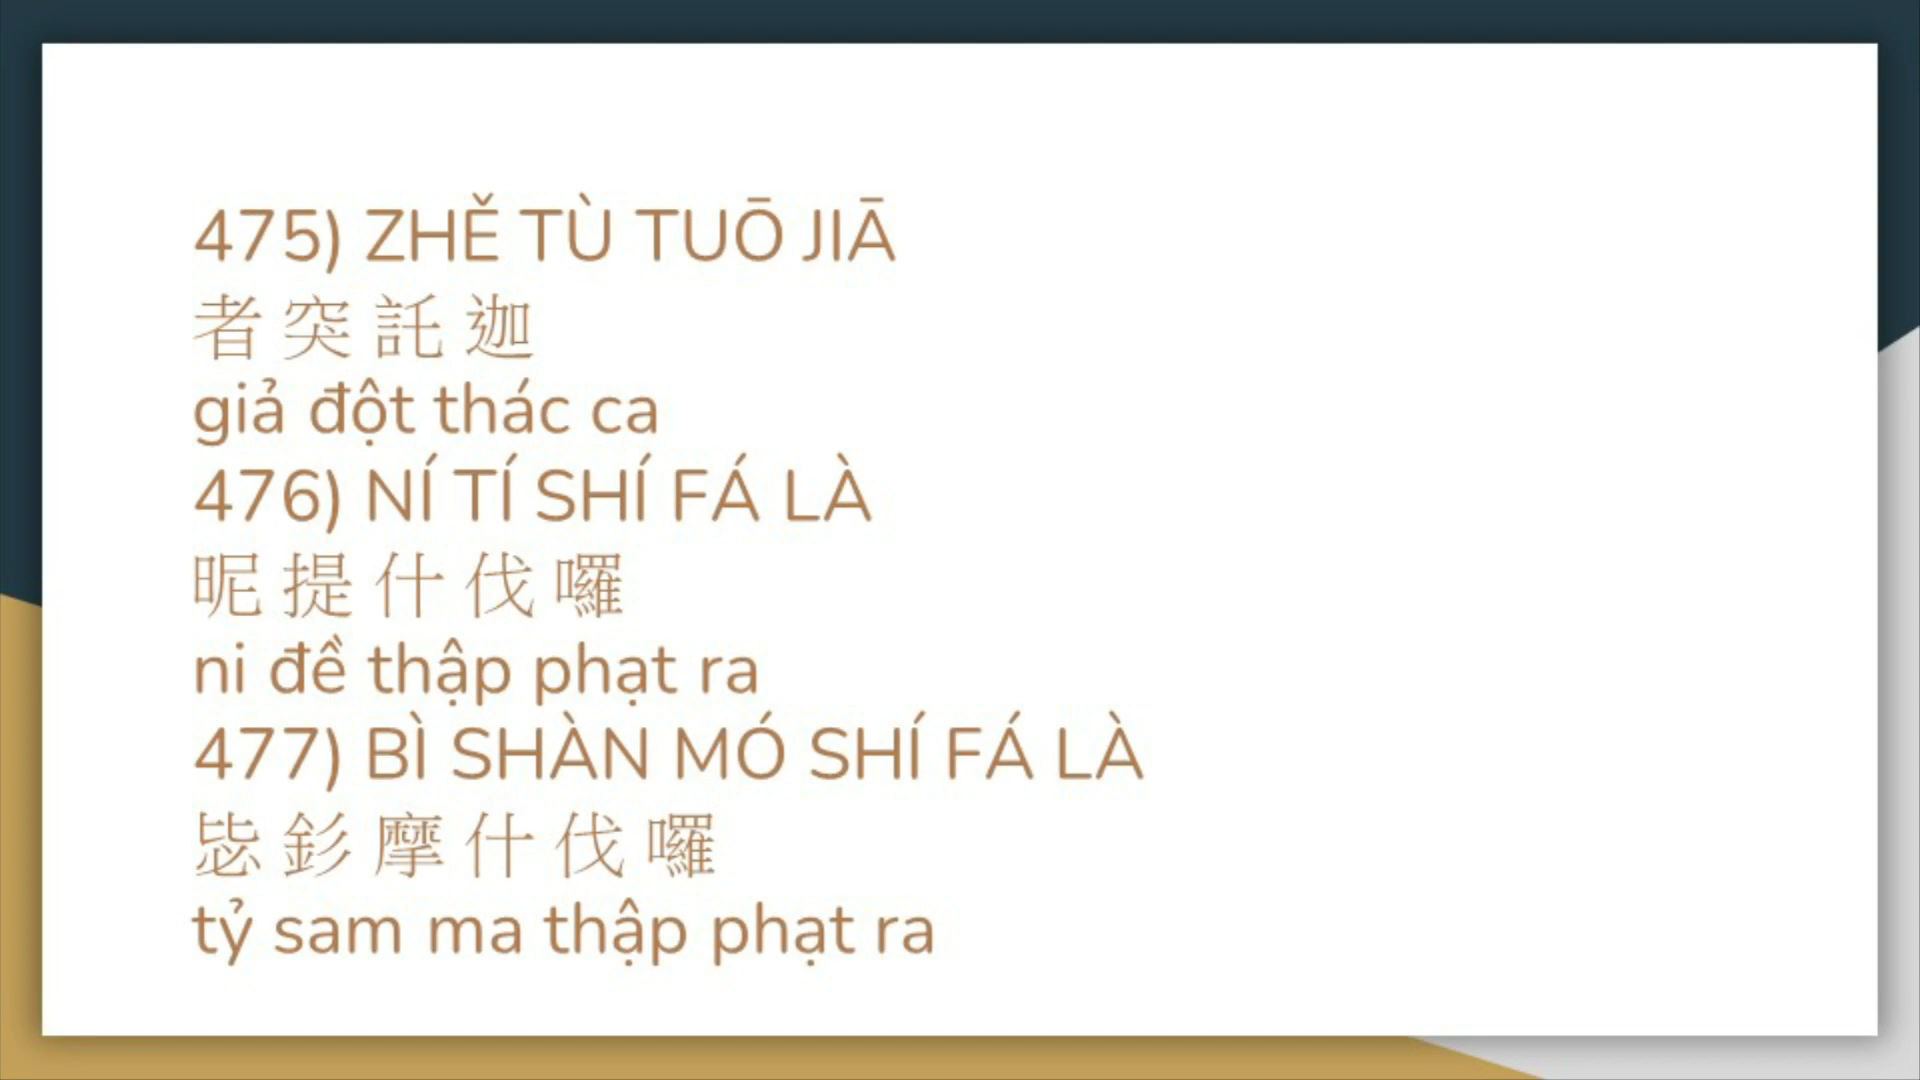 475) ZHĚ TÙ TUŌ JIĀ
者 突 託 迦
giả đột thác ca
476) NÍ TÍ SHÍ FÁ LÀ
昵 提 什 伐 囉
ni đề thập phạt ra
477) BÌ SHÀN MÓ SHÍ FÁ LÀ
毖 釤 摩 什 伐 囉
tỷ sam ma thập phạt ra